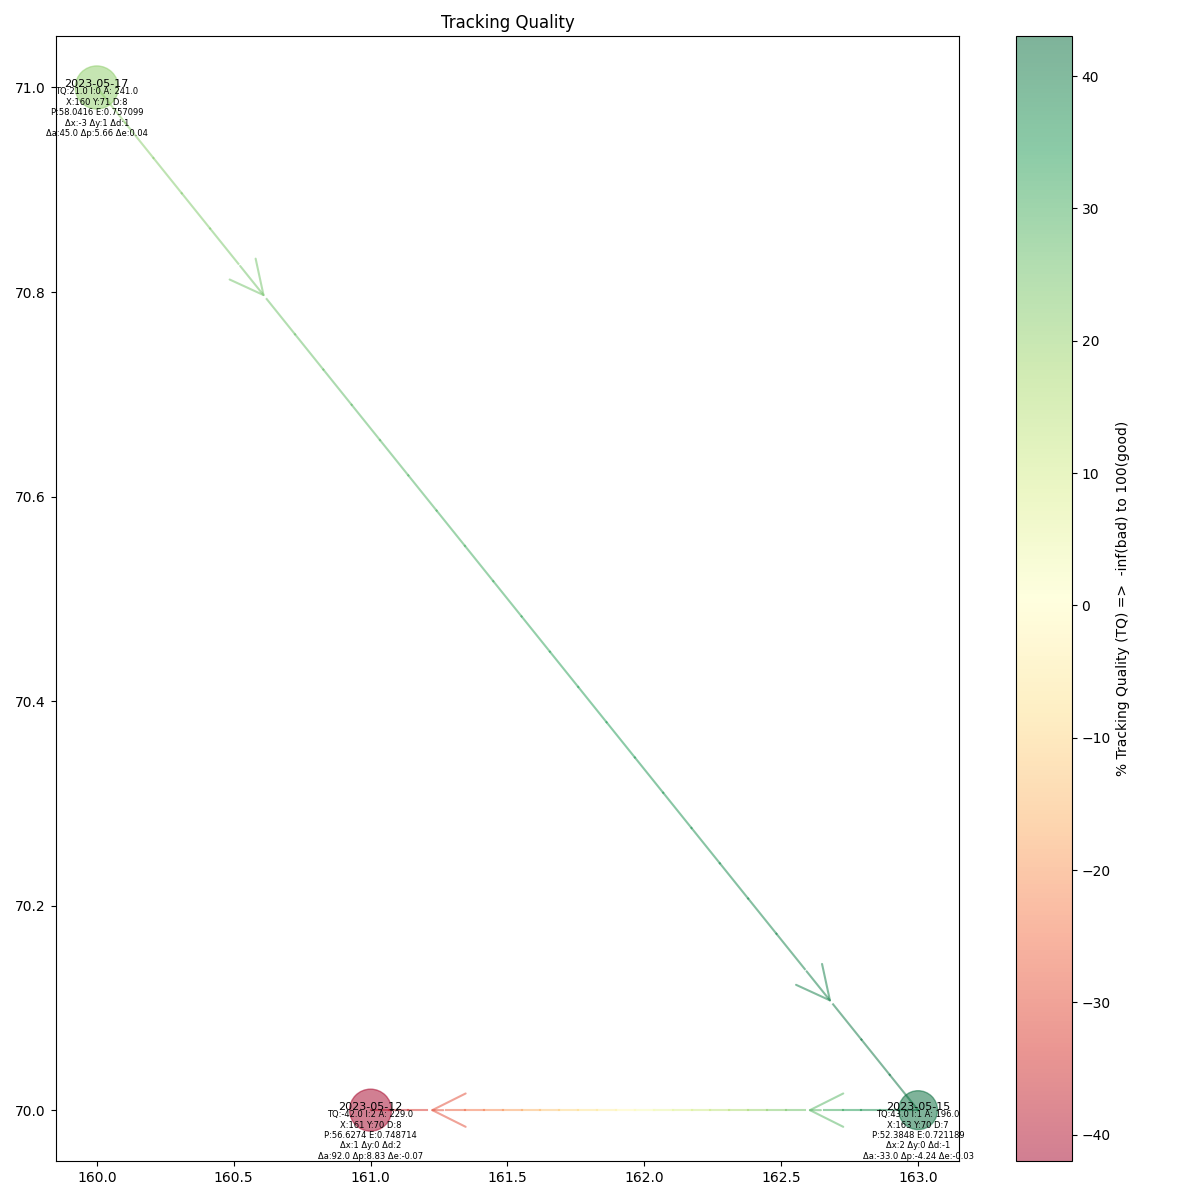 Tracking Quality
2023-05-17
TQ:21.0 I:0 A: 241.0
X:160 Y:71 D:8
P:58.0416 E:0.757099
Δx:-3 Δy:1 Δd:1
Δa:45.0 Δp:5.66 Δe:0.04
2023-05-12
TQ:-42.0 I:2 A: 229.0
X:161 Y:70 D:8
P:56.6274 E:0.748714
Δx:1 Δy:0 Δd:2
Δa:92.0 Δp:8.83 Δe:-0.07
2023-05-15
TQ:43.0 I:1 A: 196.0
X:163 Y:70 D:7
P:52.3848 E:0.721189
Δx:2 Δy:0 Δd:-1
Δa:-33.0 Δp:-4.24 Δe:-0.03
71.0
70.8
70.6
70.4
70.2
70.0
160.0
160.5
161.0
161.5
162.0
162.5
163.0
40
30
20
10
0
−10
−20
−30
−40
% Tracking Quality (TQ) => -inf(bad) to 100(good)